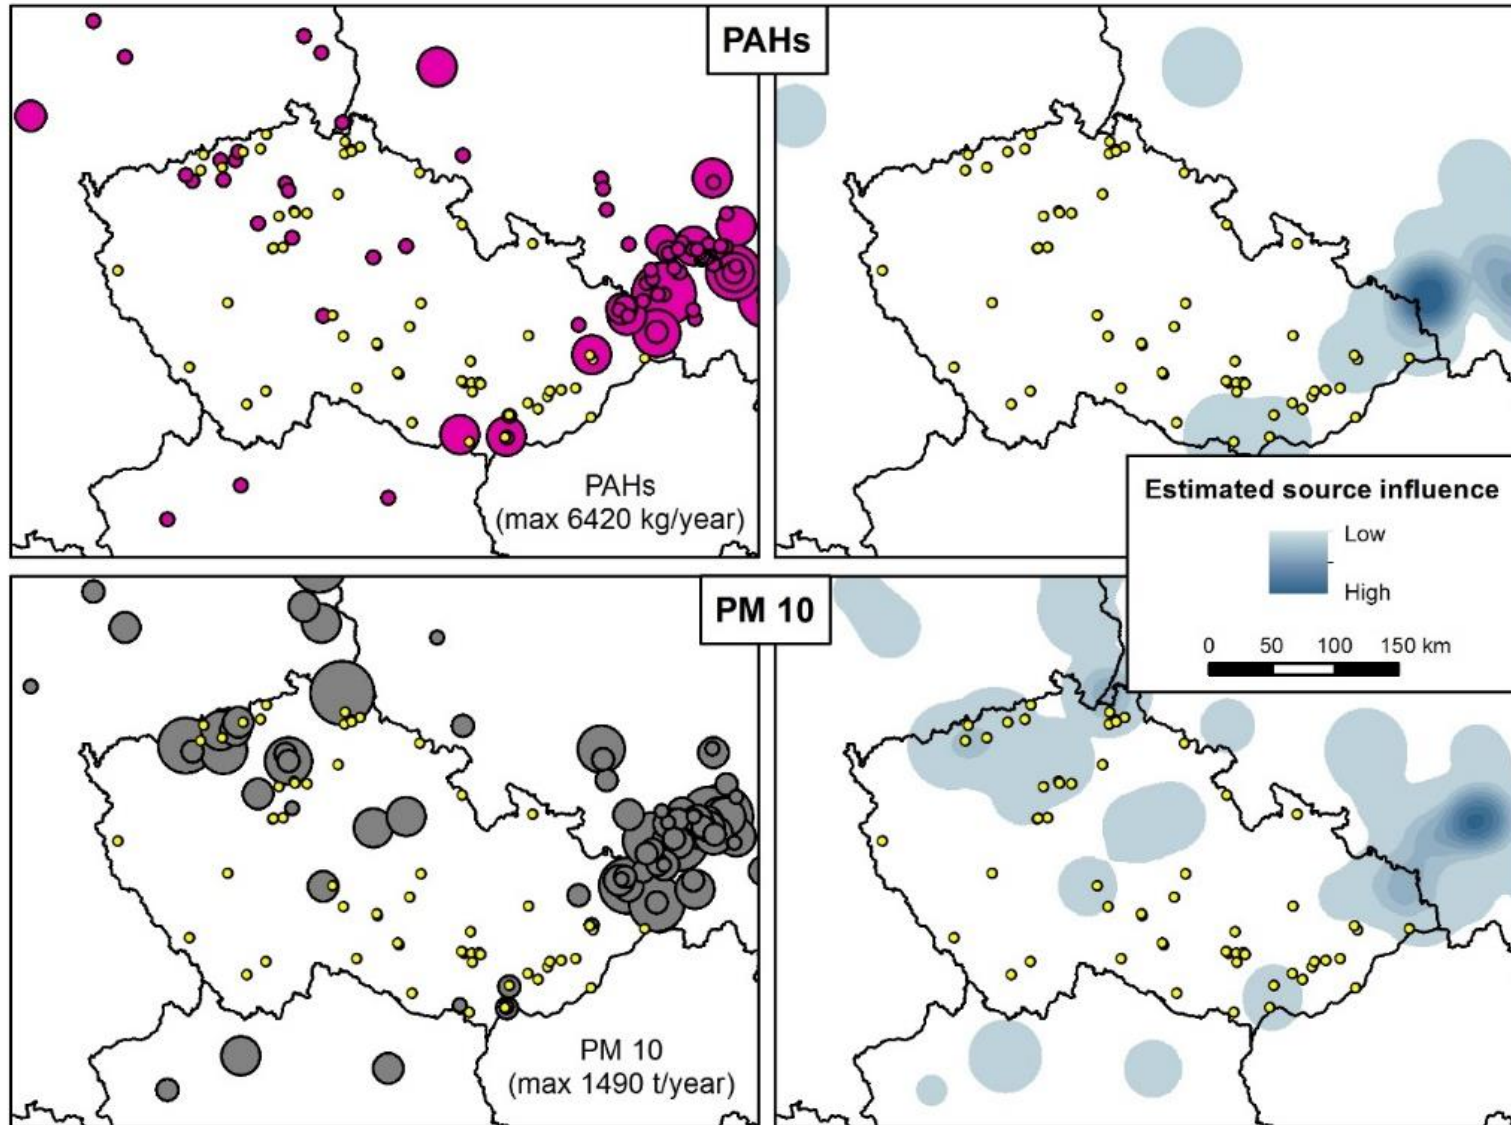 PAHs
PAHs
(max 6420 kg/year)
Estimated source influence
Low
High
0 50 100 150 km
PM 10
PM 10
(max 1490 t/year)